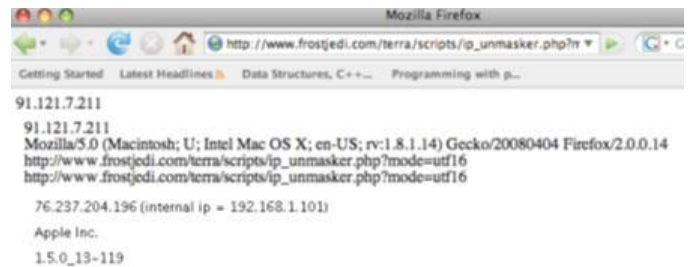 Mozilla Firefox
http://www.frostjedi.com/terra/scripts/ip_unmasker.php?m
G
Getting Started Latest Headlines Data Structures, C++... Programming with p...
91.121.7.211
91.121.7.211
Mozilla/5.0 (Macintosh; U; Intel Mac OS X; en-US; rv:1.8.1.14) Gecko/20080404 Firefox/2.0.0.14
http://www.frostjedi.com/terra/scripts/ip_unmasker.php?mode=utf16
http://www.frostjedi.com/terra/scripts/ip_unmasker.php?mode=utf16
76.237.204.196 (internal ip = 192.168.1.101)
Apple Inc.
1.5.0_13-119